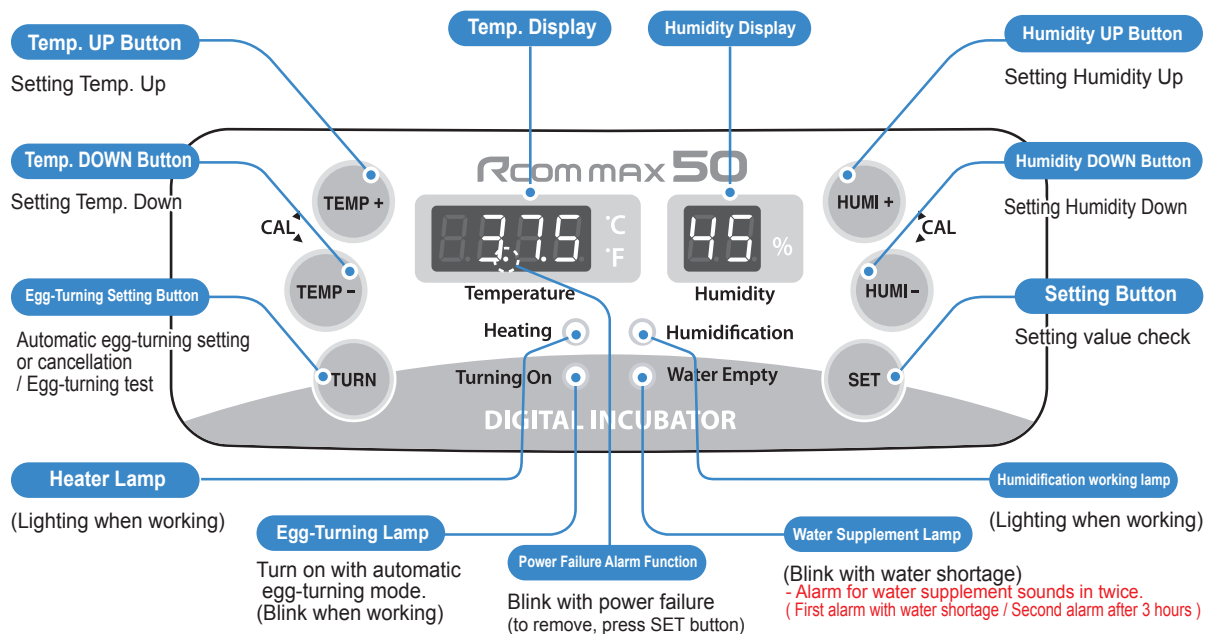 Temp. Display
Humidity Display
Temp. UP Button
Setting Temp. Up
Humidity UP Button
Setting Humidity Up
Temp. DOWN Button
Setting Temp. Down
Humidity DOWN Button
Setting Humidity Down
Rcom max 50
TEMP +
CAL
TEMP -
37.5
°C
°F
45
%
HUMI +
CAL
HUMI -
Temperature
Humidity
Egg-Turning Setting Button
Automatic egg-turning setting
or cancellation
/ Egg-turning test
Setting Button
Setting value check
Heating
Humidification
TURN
Turning On
Water Empty
SET
DIGITAL INCUBATOR
Heater Lamp
(Lighting when working)
Humidification working lamp
(Lighting when working)
Egg-Turning Lamp
Turn on with automatic
egg-turning mode.
(Blink when working)
Power Failure Alarm Function
Blink with power failure
(to remove, press SET button)
Water Supplement Lamp
(Blink with water shortage)
- Alarm for water supplement sounds in twice.
( First alarm with water shortage / Second alarm after 3 hours )